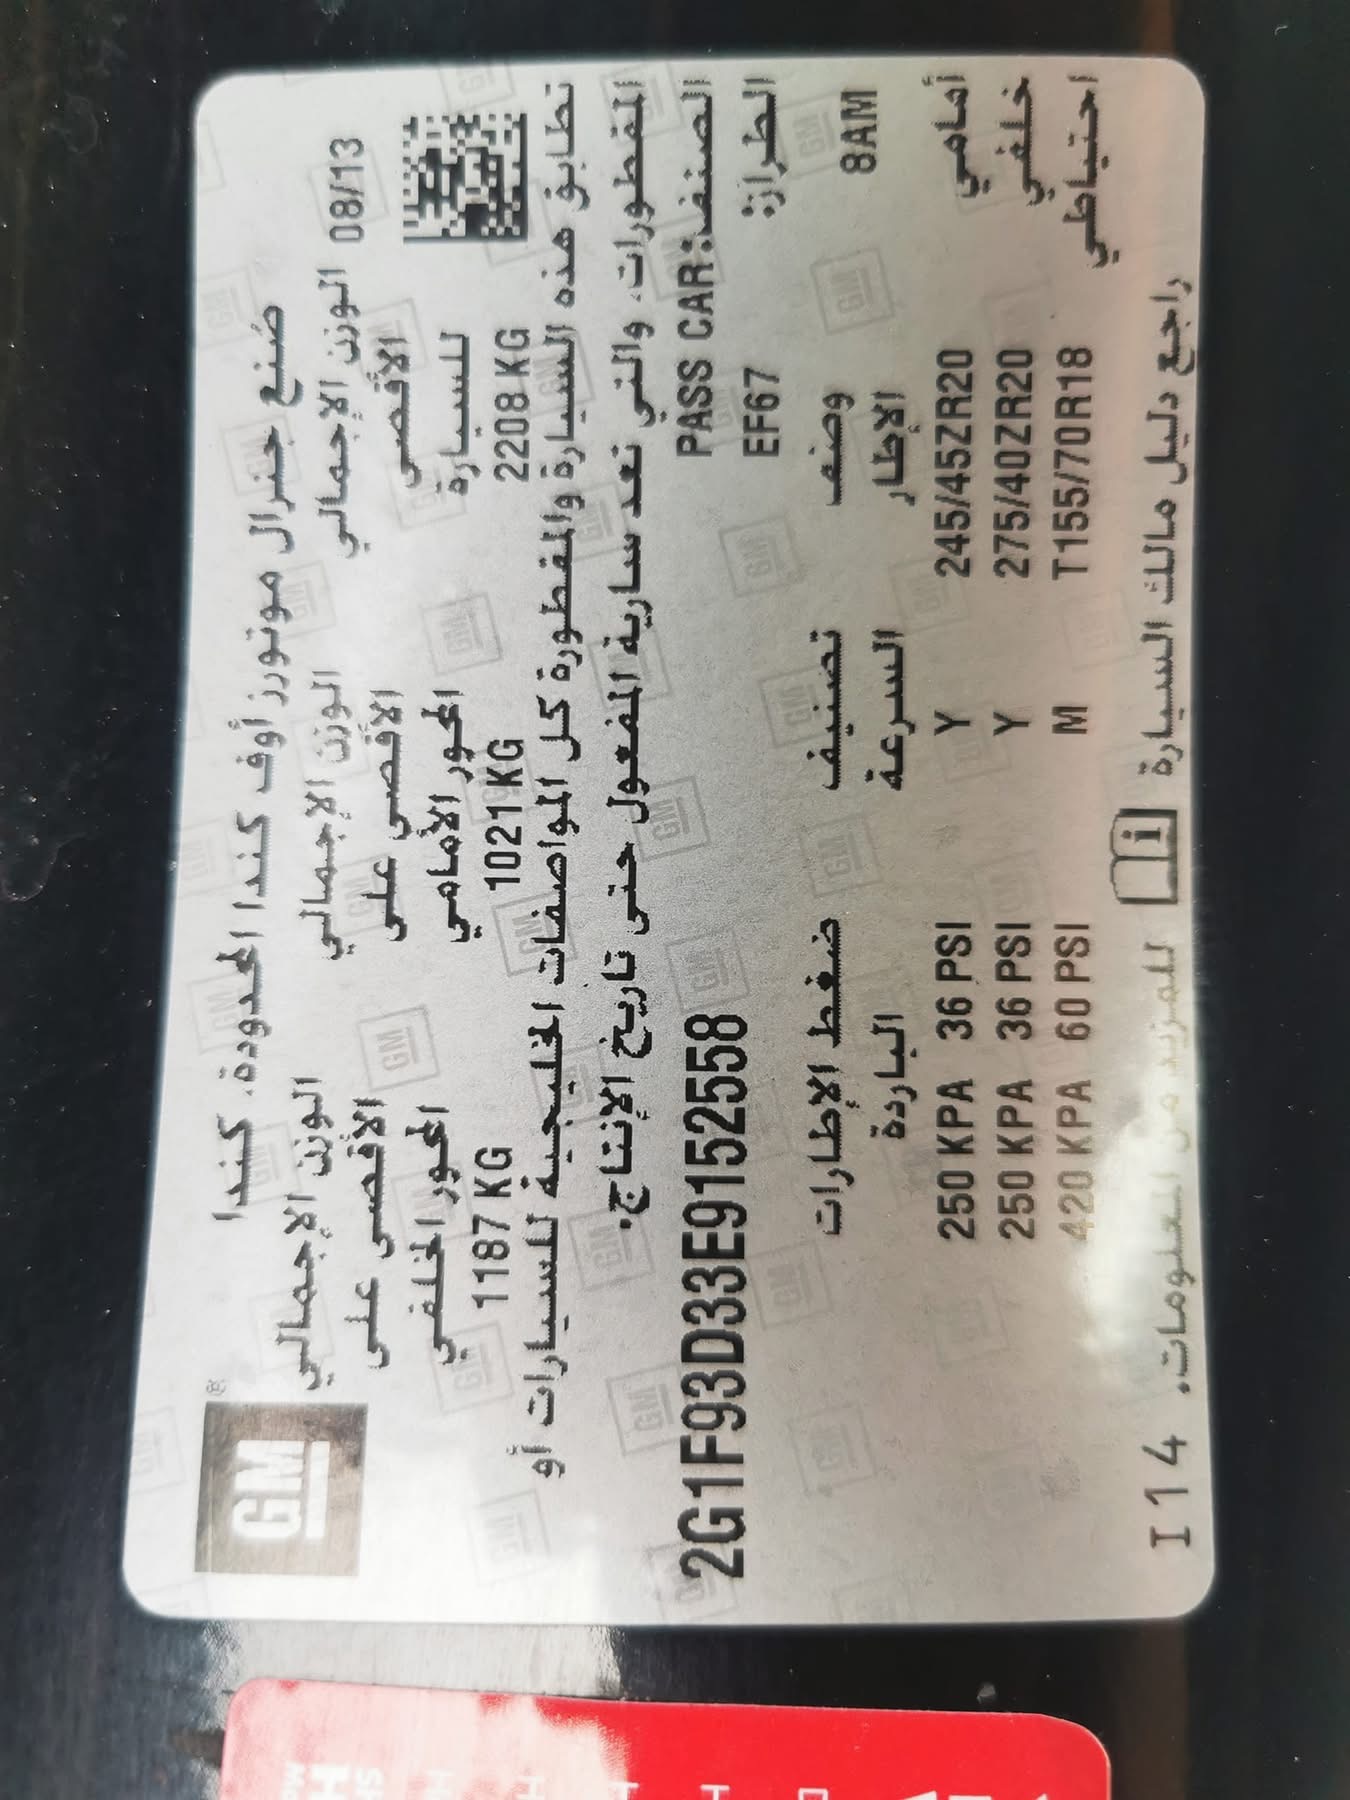 GM
صُنع جنرال موتورز أوف كندا المحدودة. كندا
08/13
الوزن الإجمالي الأقصى للسيارة
2208 KG
الوزن الإجمالي الأقصى على المحور الأمامي
1021 KG
الوزن الإجمالي الأقصى على المحور الخلفي
1187 KG
تطابق هذه السيارة والمقطورة كل المواصفات الخليجية للسيارات أو
المقطورات، والتي تعد سارية المفعول حتى تاريخ الإنتاج.
2G1F93D33E9152558 PASS CAR الصنف:
EF67 الطراز:
8AM
وصف الإطار
تصنيف السرعة
ضغط الإطارات الباردة
أمامي 245/45ZR20 Y 250 KPA 36 PSI
خلفي 275/40ZR20 Y 250 KPA 36 PSI
احتياطي T155/70R18 M 420 KPA 60 PSI
راجع دليل مالك السيارة i للمزيد من المعلومات.
I14